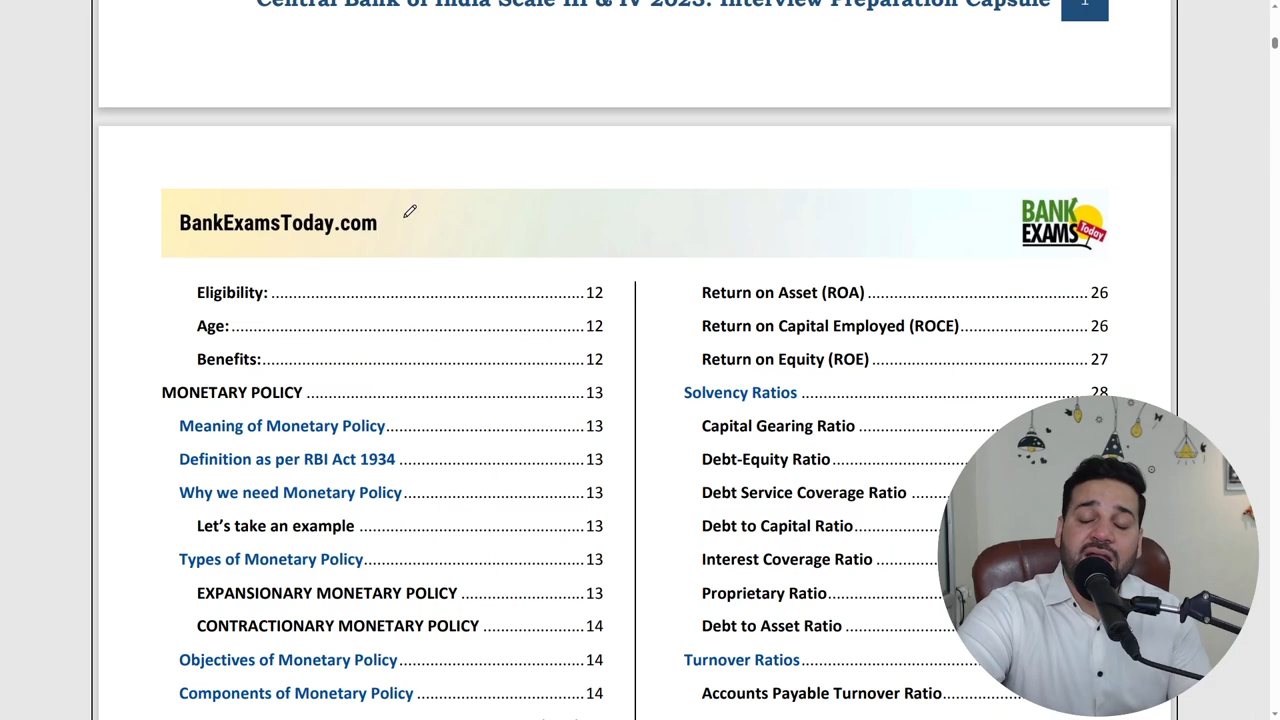 Central Bank of India Scale III & IV 2023: Interview Preparation Capsule 1
BankExamsToday.com
BANK
EXAMS Today
Eligibility: 12
Age: 12
Benefits: 12
MONETARY POLICY 13
Meaning of Monetary Policy 13
Definition as per RBI Act 1934 13
Why we need Monetary Policy 13
Let's take an example 13
Types of Monetary Policy 13
EXPANSIONARY MONETARY POLICY 13
CONTRACTIONARY MONETARY POLICY 14
Objectives of Monetary Policy 14
Components of Monetary Policy 14
Return on Asset (ROA) 26
Return on Capital Employed (ROCE) 26
Return on Equity (ROE) 27
Solvency Ratios 28
Capital Gearing Ratio
Debt-Equity Ratio
Debt Service Coverage Ratio
Debt to Capital Ratio
Interest Coverage Ratio
Proprietary Ratio
Debt to Asset Ratio
Turnover Ratios
Accounts Payable Turnover Ratio